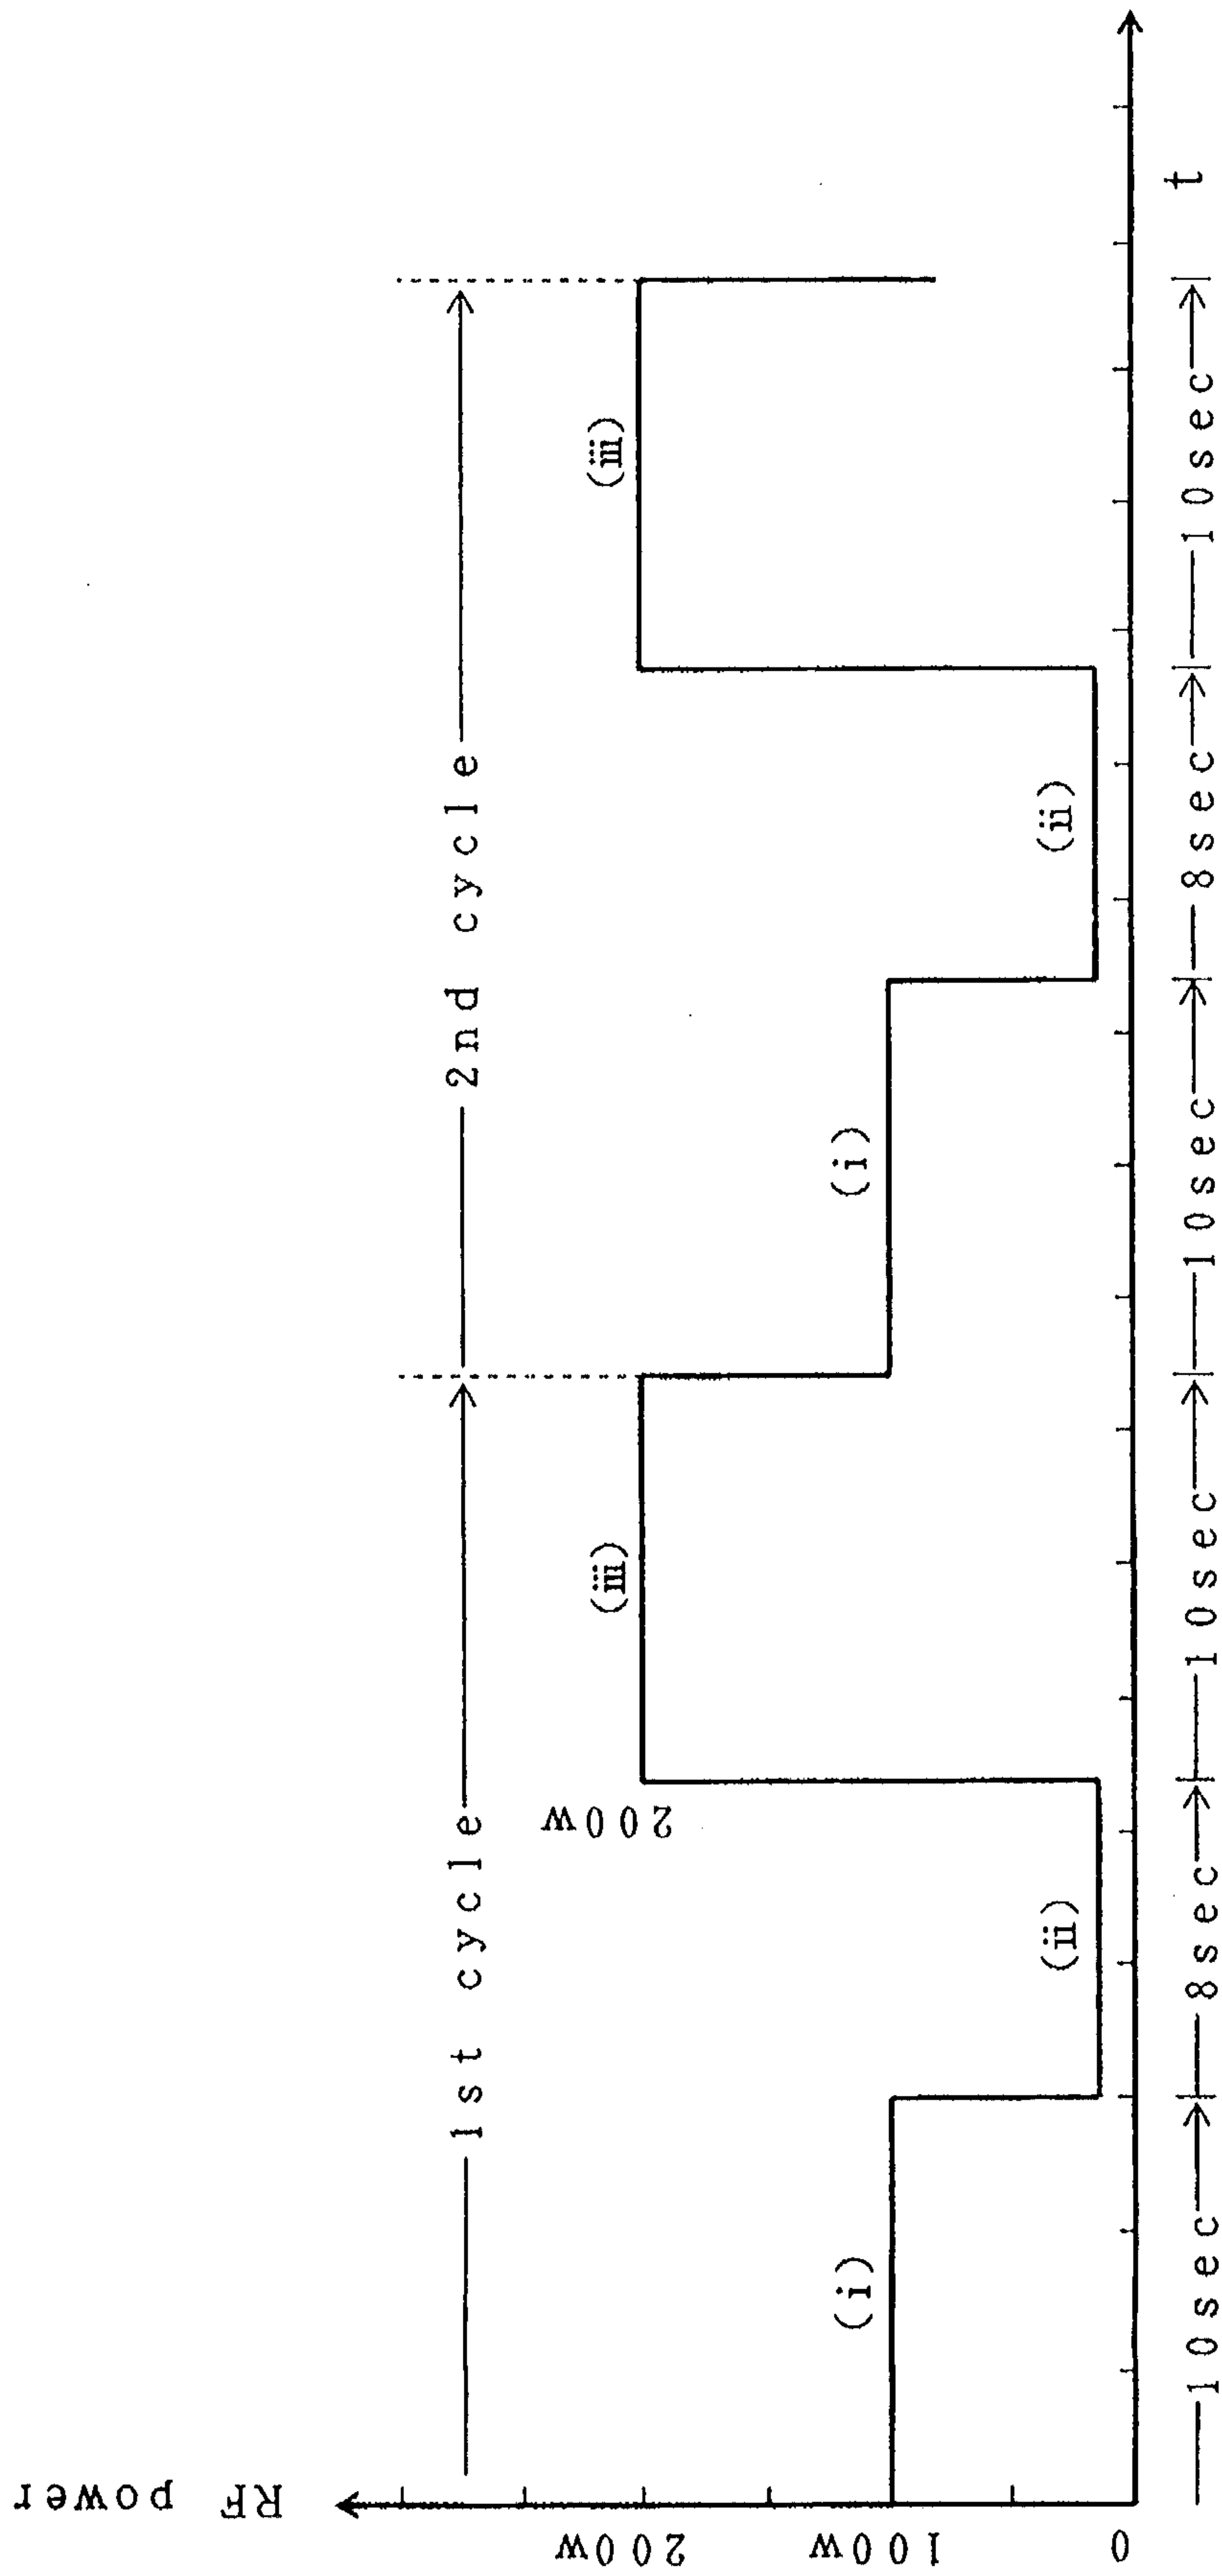 RF power
1st cycle
2nd cycle
200w
200w
100w
0
(i)
(ii)
(iii)
200w
(i)
(ii)
(iii)
10sec
8sec
10sec
10sec
8sec
10sec
t